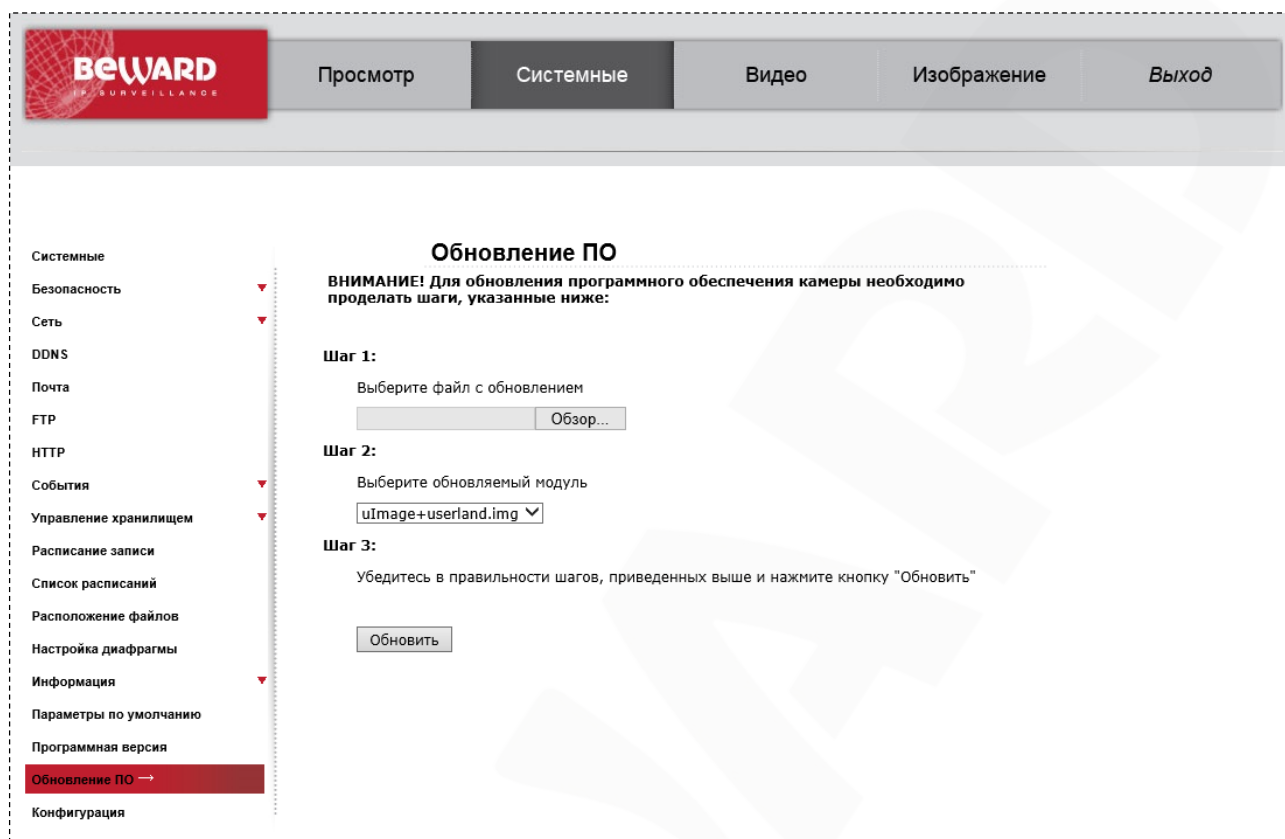 BEWARD
IP SURVEILLANCE
Просмотр
Системные
Видео
Изображение
Выход
Системные
Безопасность
Сеть
DDNS
Почта
FTP
HTTP
События
Управление хранилищем
Расписание записи
Список расписаний
Расположение файлов
Настройка диафрагмы
Информация
Параметры по умолчанию
Программная версия
Обновление ПО →
Конфигурация
Обновление ПО
ВНИМАНИЕ! Для обновления программного обеспечения камеры необходимо
проделать шаги, указанные ниже:
Шаг 1:
Выберите файл с обновлением
Обзор...
Шаг 2:
Выберите обновляемый модуль
uImage+userland.img
Шаг 3:
Убедитесь в правильности шагов, приведенных выше и нажмите кнопку "Обновить"
Обновить